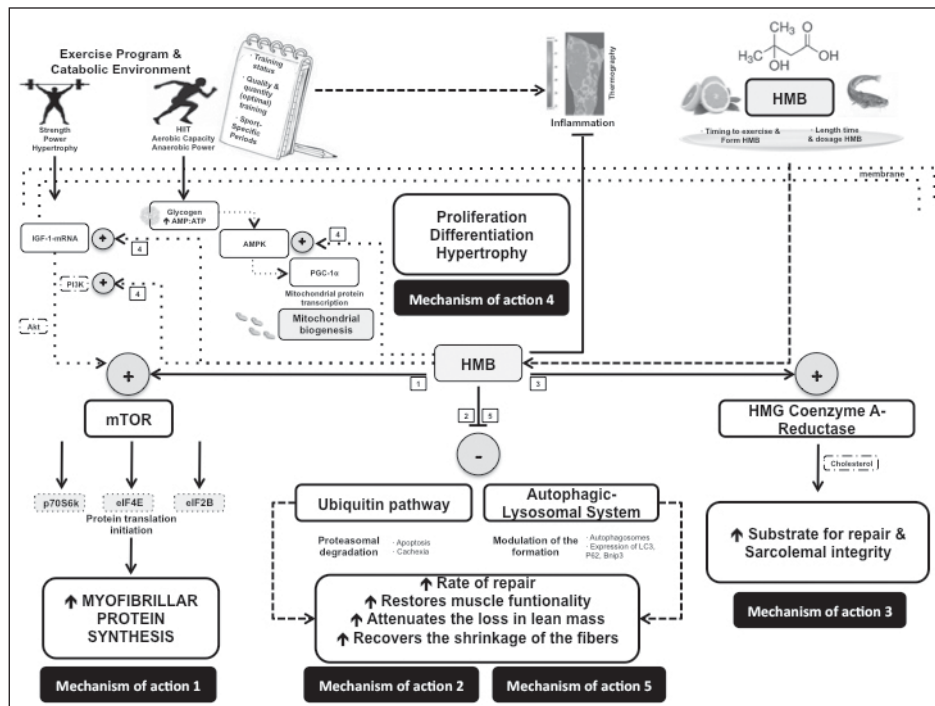 Exercise Program &
Catabolic Environment
Strength
Power
Hypertrophy
HIIT
Aerobic Capacity
Anaerobic Power
· Training
status
· Quality &
quantity
(optimal)
training
· Sport-
Specific
Periods
Thermography
Inflammation
O
H₃C
CH₃
OH
OH
HMB
· Timing to exercise &
Form HMB
· Length time
& dosage HMB
membrane
IGF-1-mRNA
+
4
Glycogen
↑ AMP:ATP
AMPK
+
4
PGC-1α
Mitochondrial protein
transcription
Mitochondrial
biogenesis
PI3K
+
4
Akt
Proliferation
Differentiation
Hypertrophy
Mechanism of action 4
+
1
HMB
3
+
2
5
-
mTOR
p70S6k
eIF4E
eIF2B
Protein translation
initiation
↑ MYOFIBRILLAR
PROTEIN
SYNTHESIS
Mechanism of action 1
Ubiquitin pathway
Proteasomal
degradation
· Apoptosis
· Cachexia
Autophagic-
Lysosomal System
Modulation of the
formation
· Autophagosomes
· Expression of LC3,
P62, Bnip3
↑ Rate of repair
↑ Restores muscle funtionality
↑ Attenuates the loss in lean mass
↑ Recovers the shrinkage of the fibers
Mechanism of action 2
Mechanism of action 5
HMG Coenzyme A-
Reductase
Cholesterol
↑ Substrate for repair &
Sarcolemal integrity
Mechanism of action 3